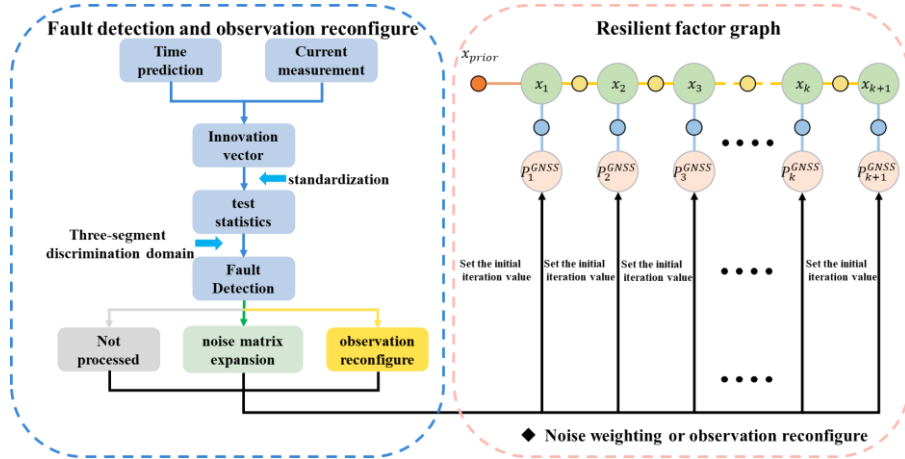 Fault detection and observation reconfigure
Time
prediction
Current
measurement
Innovation
vector
standardization
test
statistics
Three-segment
discrimination domain
Fault
Detection
Not
processed
noise matrix
expansion
observation
reconfigure
Resilient factor graph
x_prior
x_1
x_2
x_3
x_k
x_{k+1}
P_1^{GNSS}
P_2^{GNSS}
P_3^{GNSS}
P_k^{GNSS}
P_{k+1}^{GNSS}
Set the initial
iteration value
Set the initial
iteration value
Set the initial
iteration value
Set the initial
iteration value
◆ Noise weighting or observation reconfigure